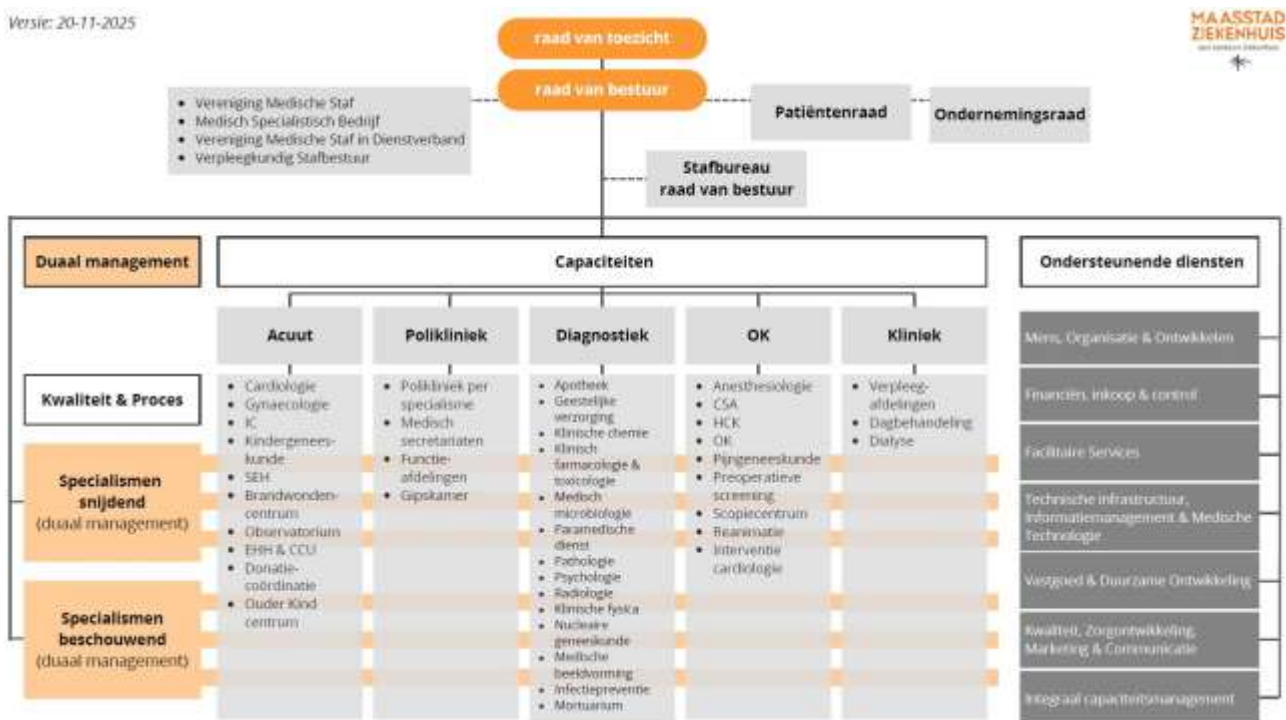 Versie: 20-11-2025
MAASSTAD
ZIEKENHUIS
raad van toezicht
raad van bestuur
• Vereniging Medische Staf
• Medisch Specialistisch Bedrijf
• Vereniging Medische Staf in Dienstverband
• Verpleegkundig Stafbestuur
Patiëntenraad
Ondernemingsraad
Stafbureau
raad van bestuur
Duaal management
Capaciteiten
Ondersteunende diensten
Acuut
Polikliniek
Diagnostiek
OK
Kliniek
Kwaliteit & Proces
Specialismen
snijdend
(duaal management)
Specialismen
beschouwend
(duaal management)
• Cardiologie
• Gynaecologie
• IC
• Kindergenees-
kunde
• SEH
• Brandwonden-
centrum
• Observatorium
• EHH & CCU
• Donatie-
coördinatie
• Ouder Kind
centrum
• Polikliniek per
specialisme
• Medisch
secretariaten
• Functie-
afdelingen
• Gipskamer
• Apotheek
• Geestelijke
verzorging
• Klinische chemie
• Klinisch
farmacologie &
toxicologie
• Medisch
microbiologie
• Paramedische
dienst
• Pathologie
• Psychologie
• Radiologie
• Klinische fysica
• Nucleaire
geneeskunde
• Medische
beeldvorming
• Infectiepreventie
• Mortuarium
• Anesthesiologie
• CSA
• HCK
• OK
• Pijngeneeskunde
• Preoperatieve
screening
• Scopiecentrum
• Reanimatie
• Interventie
cardiologie
• Verpleeg-
afdelingen
• Dagbehandeling
• Dialyse
Mens, Organisatie & Ontwikkelen
Financiën, inkoop & control
Facilitaire Services
Technische infrastructuur,
Informatiemanagement & Medische
Technologie
Vastgoed & Duurzame Ontwikkeling
Kwaliteit, Zorgontwikkeling,
Marketing & Communicatie
Integraal capaciteitsmanagement